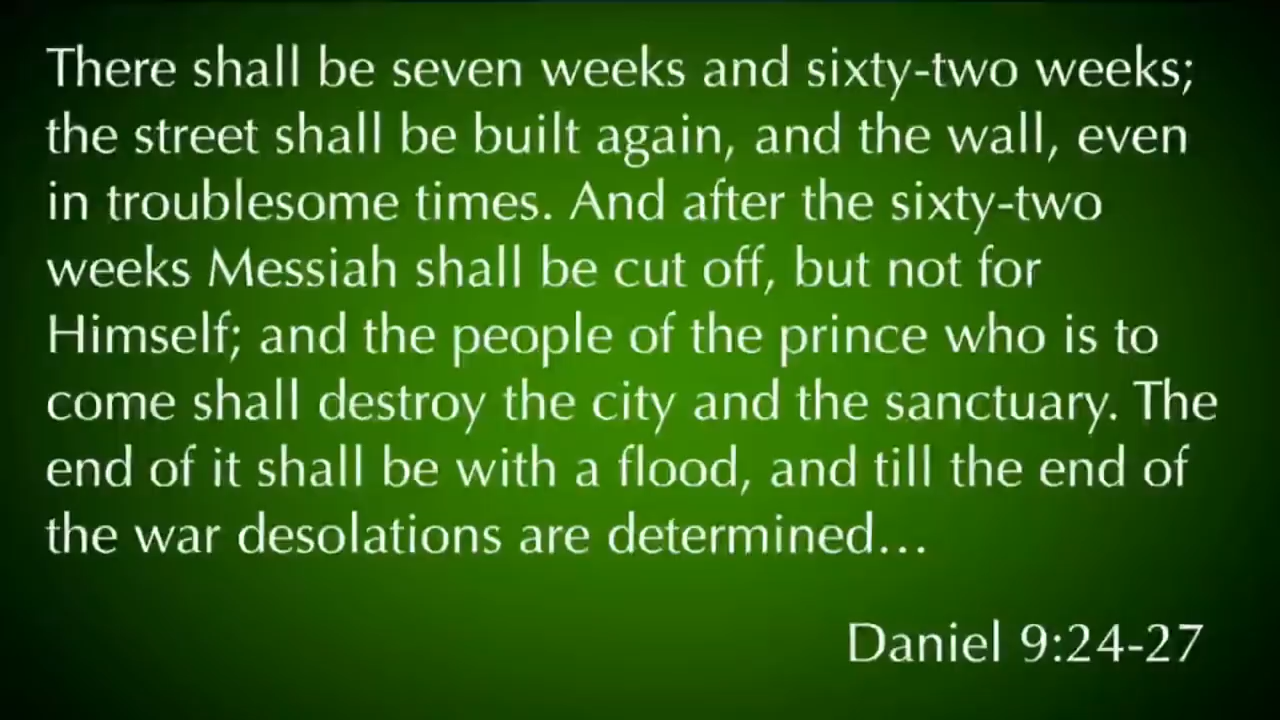 There shall be seven weeks and sixty-two weeks;
the street shall be built again, and the wall, even
in troublesome times. And after the sixty-two
weeks Messiah shall be cut off, but not for
Himself; and the people of the prince who is to
come shall destroy the city and the sanctuary. The
end of it shall be with a flood, and till the end of
the war desolations are determined…
Daniel 9:24-27